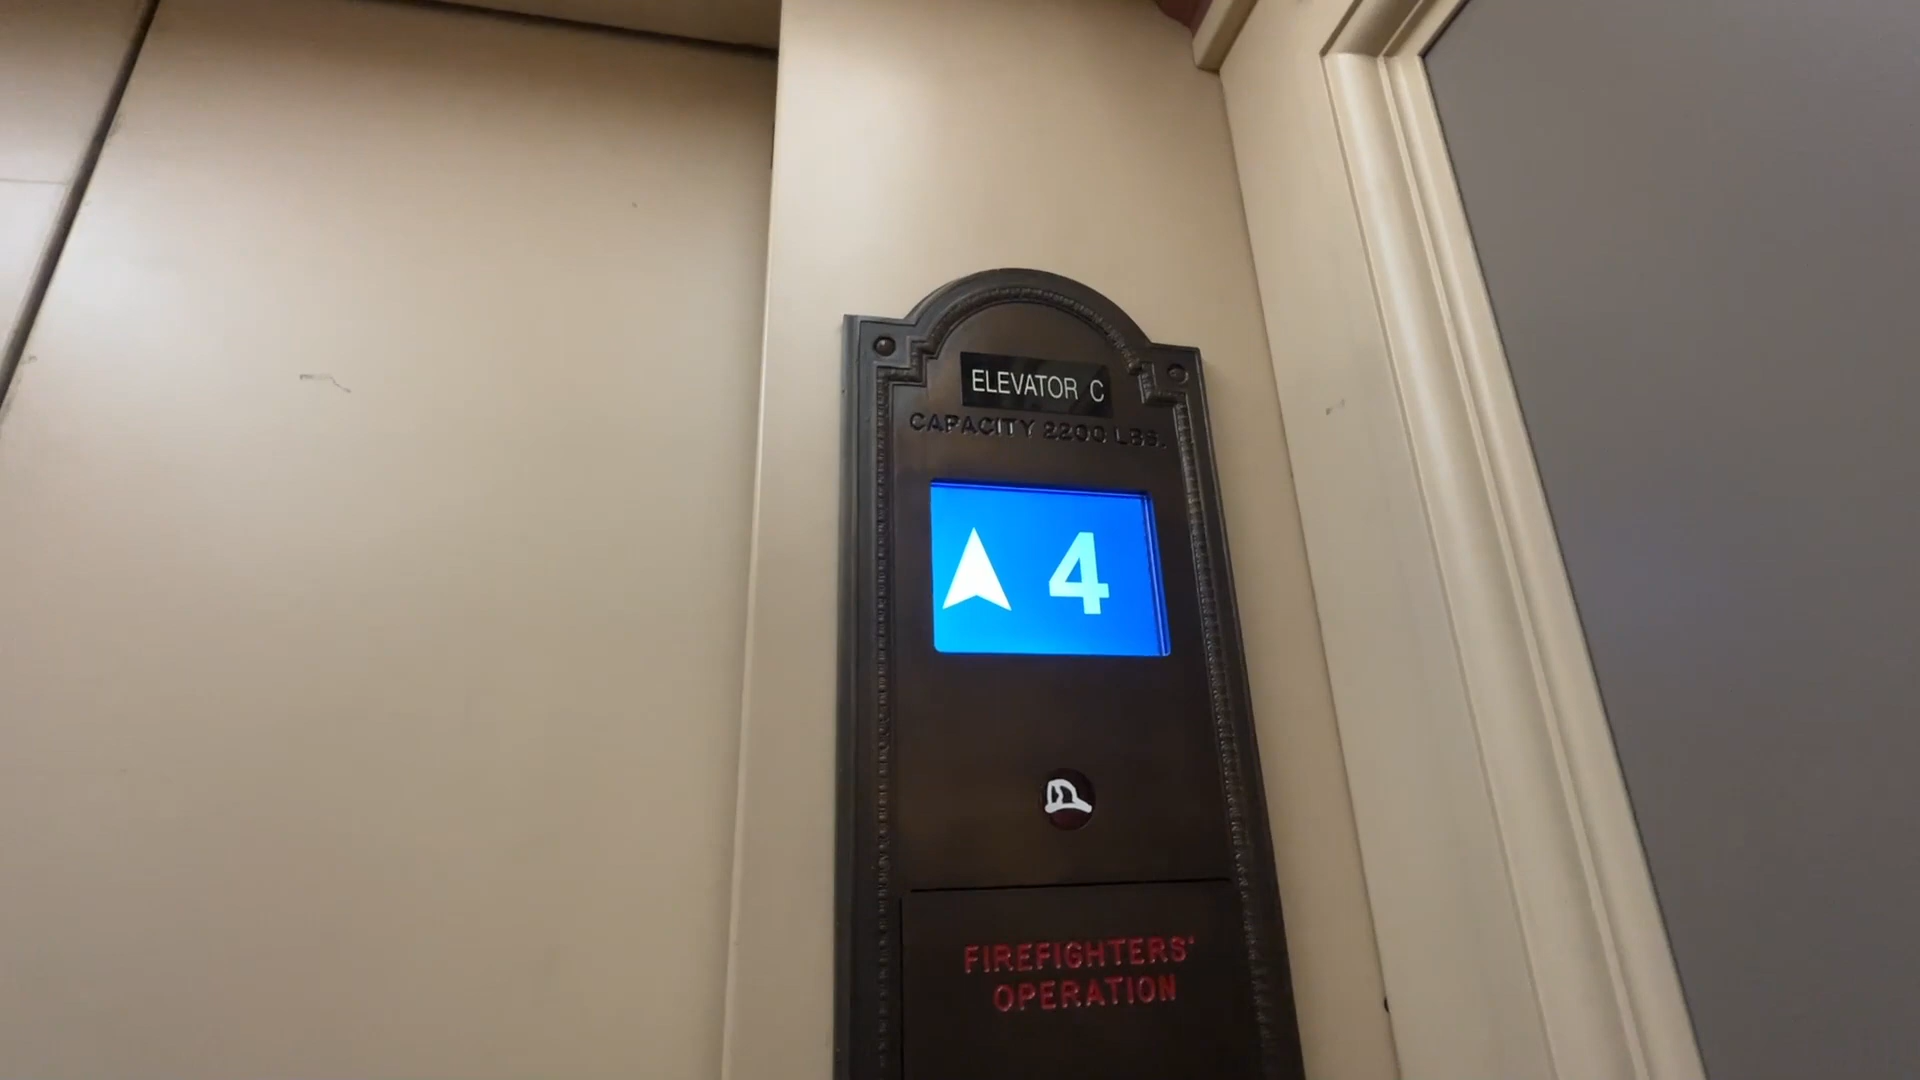 ELEVATOR C
CAPACITY 2200 LBS.
4
FIREFIGHTERS'
OPERATION